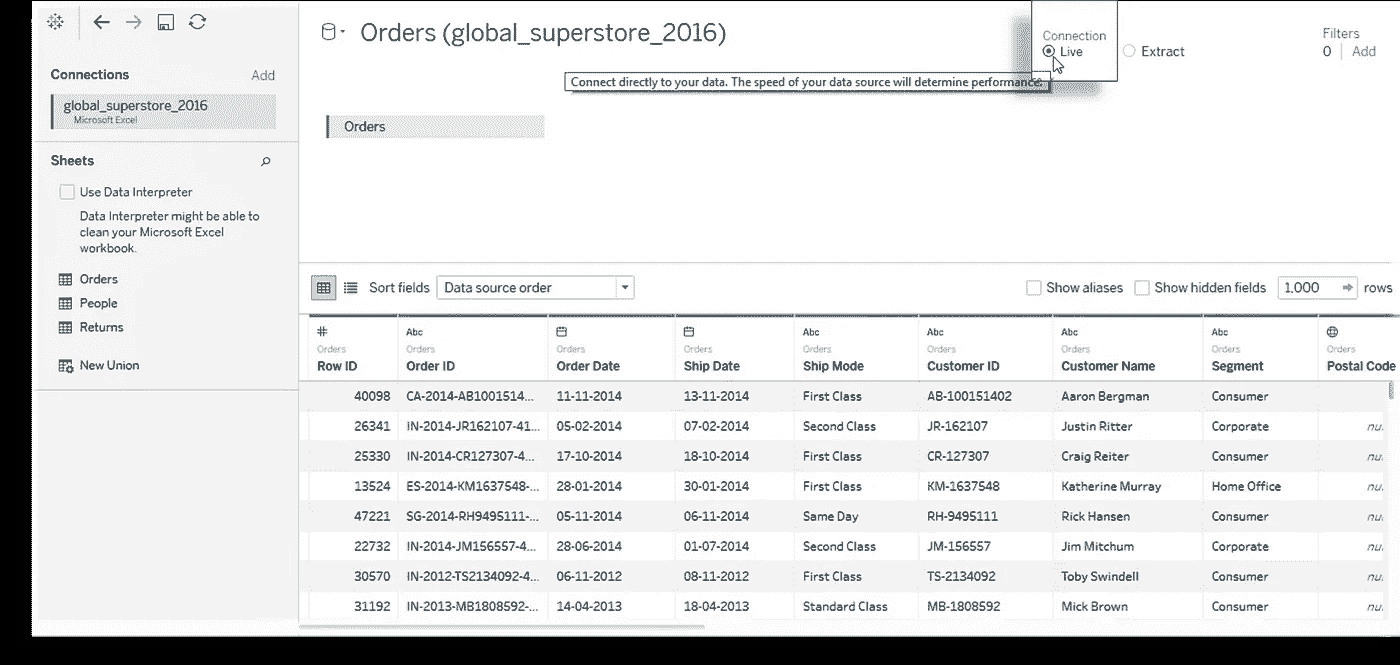 Orders (global_superstore_2016)
Connection
Live
Extract
Filters
0 Add
Connect directly to your data. The speed of your data source will determine performance.
Connections Add
global_superstore_2016
Microsoft Excel
Sheets
Use Data Interpreter
Data Interpreter might be able to
clean your Microsoft Excel
workbook.
Orders
People
Returns
New Union
Orders
Sort fields Data source order Show aliases Show hidden fields 1,000 rows
# Abc Abc Abc Abc Abc
Orders Orders Orders Orders Orders Orders Orders Orders Orders
Row ID Order ID Order Date Ship Date Ship Mode Customer ID Customer Name Segment Postal Code
40098 CA-2014-AB1001514... 11-11-2014 13-11-2014 First Class AB-100151402 Aaron Bergman Consumer
26341 IN-2014-JR162107-41... 05-02-2014 07-02-2014 Second Class JR-162107 Justin Ritter Corporate nu
25330 IN-2014-CR127307-4... 17-10-2014 18-10-2014 First Class CR-127307 Craig Reiter Consumer nu
13524 ES-2014-KM1637548-... 28-01-2014 30-01-2014 First Class KM-1637548 Katherine Murray Home Office nu
47221 SG-2014-RH9495111-... 05-11-2014 06-11-2014 Same Day RH-9495111 Rick Hansen Consumer nu
22732 IN-2014-JM156557-4... 28-06-2014 01-07-2014 Second Class JM-156557 Jim Mitchum Corporate nu
30570 IN-2012-TS2134092-4... 06-11-2012 08-11-2012 First Class TS-2134092 Toby Swindell Consumer nu
31192 IN-2013-MB1808592-... 14-04-2013 18-04-2013 Standard Class MB-1808592 Mick Brown Consumer nu